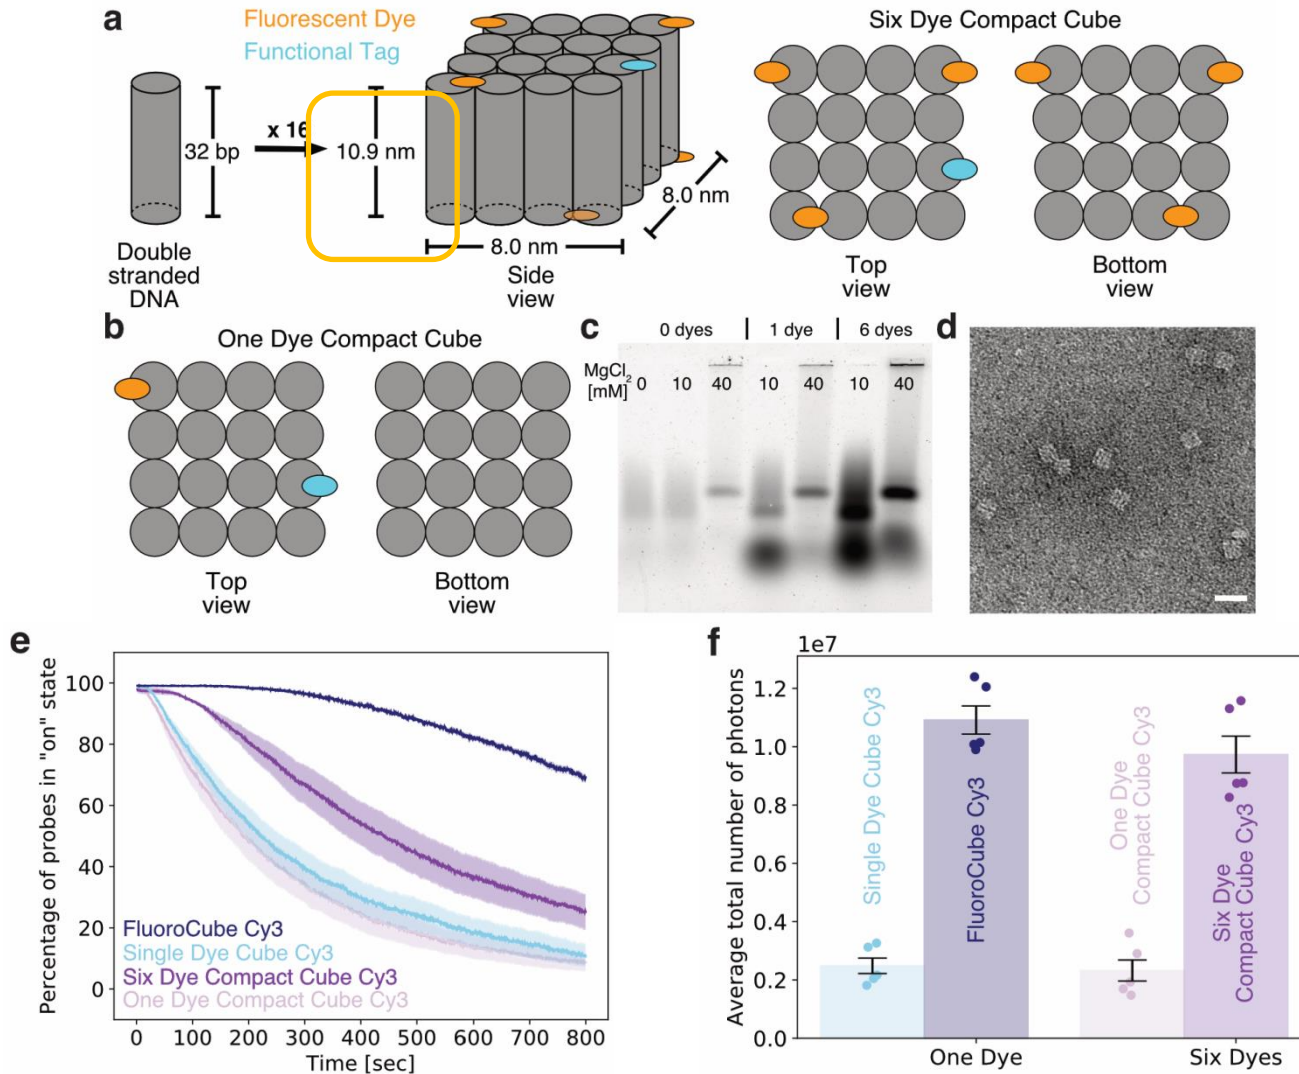 a
Fluorescent Dye
Functional Tag
32 bp
x 16
10.9 nm
8.0 nm
8.0 nm
Double
stranded
DNA
Side
view
Six Dye Compact Cube
Top
view
Bottom
view
b
One Dye Compact Cube
Top
view
Bottom
view
c
0 dyes | 1 dye | 6 dyes
MgCl2
[mM]
0 10 40 10 40 10 40
d
e
Percentage of probes in "on" state
100
80
60
40
20
0
FluoroCube Cy3
Single Dye Cube Cy3
Six Dye Compact Cube Cy3
One Dye Compact Cube Cy3
0 100 200 300 400 500 600 700 800
Time [sec]
f
1e7
Average total number of photons
1.2
1.0
0.8
0.6
0.4
0.2
0.0
Single Dye Cube Cy3
FluoroCube Cy3
One Dye
Compact Cube Cy3
Six Dye
Compact Cube Cy3
One Dye
Six Dyes